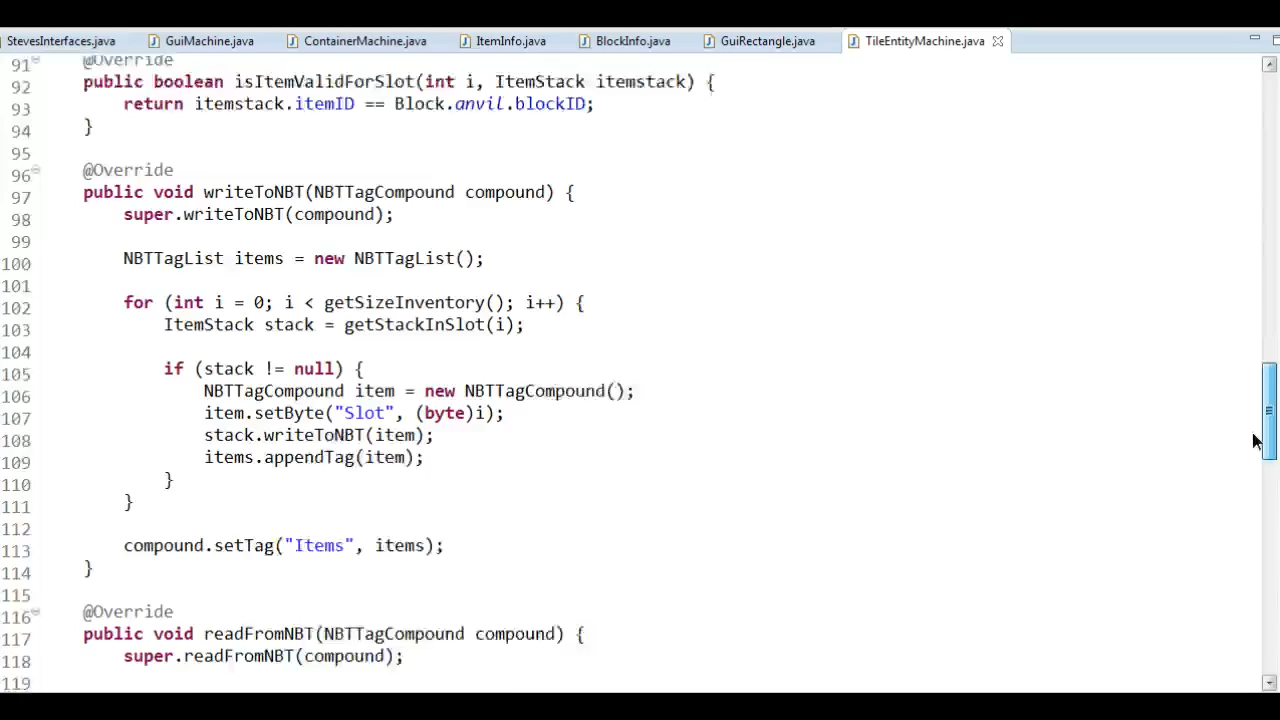 StevesInterfaces.java GuiMachine.java ContainerMachine.java ItemInfo.java BlockInfo.java GuiRectangle.java TileEntityMachine.java
91 @Override
92 public boolean isItemValidForSlot(int i, ItemStack itemstack) {
93 return itemstack.itemID == Block.anvil.blockID;
94 }
95
96 @Override
97 public void writeToNBT(NBTTagCompound compound) {
98 super.writeToNBT(compound);
99
100 NBTTagList items = new NBTTagList();
101
102 for (int i = 0; i < getSizeInventory(); i++) {
103 ItemStack stack = getStackInSlot(i);
104
105 if (stack != null) {
106 NBTTagCompound item = new NBTTagCompound();
107 item.setByte("Slot", (byte)i);
108 stack.writeToNBT(item);
109 items.appendTag(item);
110 }
111 }
112
113 compound.setTag("Items", items);
114 }
115
116 @Override
117 public void readFromNBT(NBTTagCompound compound) {
118 super.readFromNBT(compound);
119